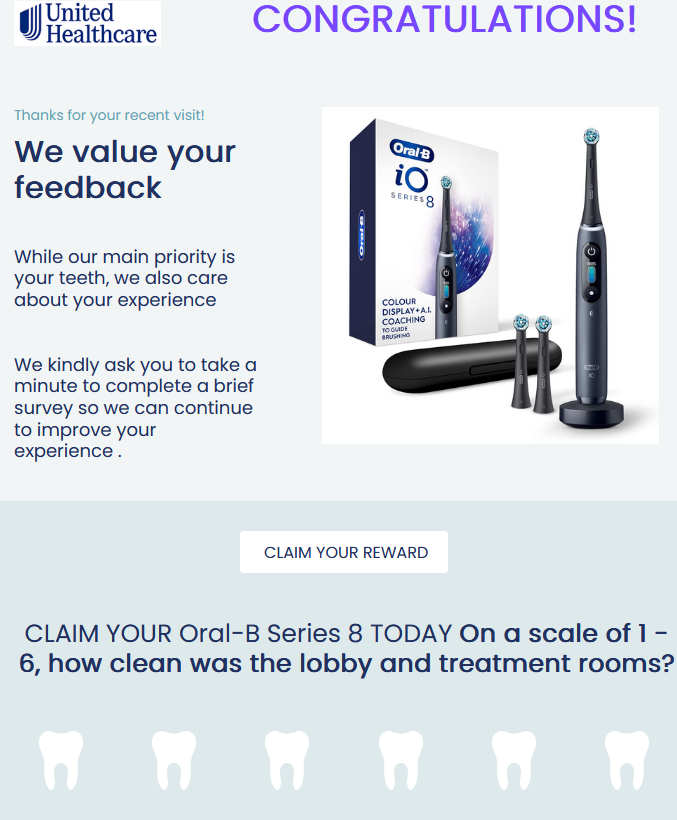 United
Healthcare
CONGRATULATIONS!
Thanks for your recent visit!
We value your
feedback
While our main priority is
your teeth, we also care
about your experience
We kindly ask you to take a
minute to complete a brief
survey so we can continue
to improve your
experience .
Oral-B
iO
SERIES 8
Oral-B
COLOUR
DISPLAY+A.I.
COACHING
TO GUIDE
BRUSHING
CLAIM YOUR REWARD
CLAIM YOUR Oral-B Series 8 TODAY On a scale of 1 -
6, how clean was the lobby and treatment rooms?